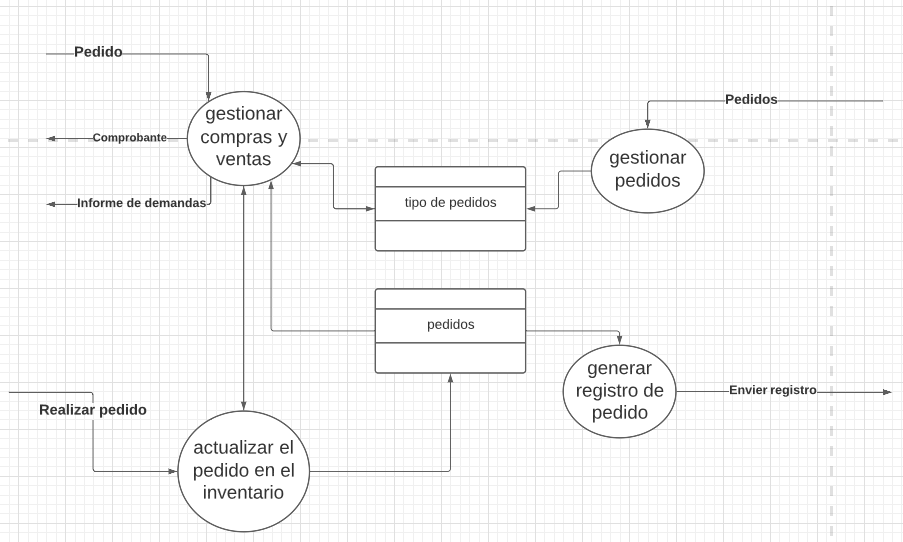 Pedido
gestionar
compras y
ventas
Comprobante
Informe de demandas
Pedidos
gestionar
pedidos
tipo de pedidos
pedidos
generar
registro de
pedido
Envier registro
Realizar pedido
actualizar el
pedido en el
inventario